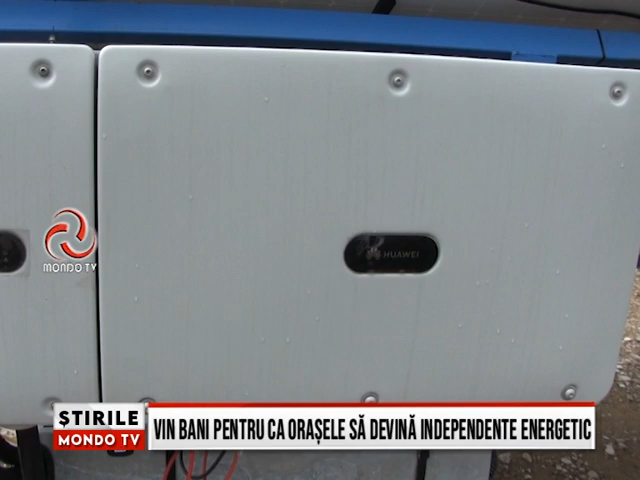 HUAWEI
MONDO TV
ȘTIRILE
MONDO TV
VIN BANI PENTRU CA ORAȘELE SĂ DEVINĂ INDEPENDENTE ENERGETIC